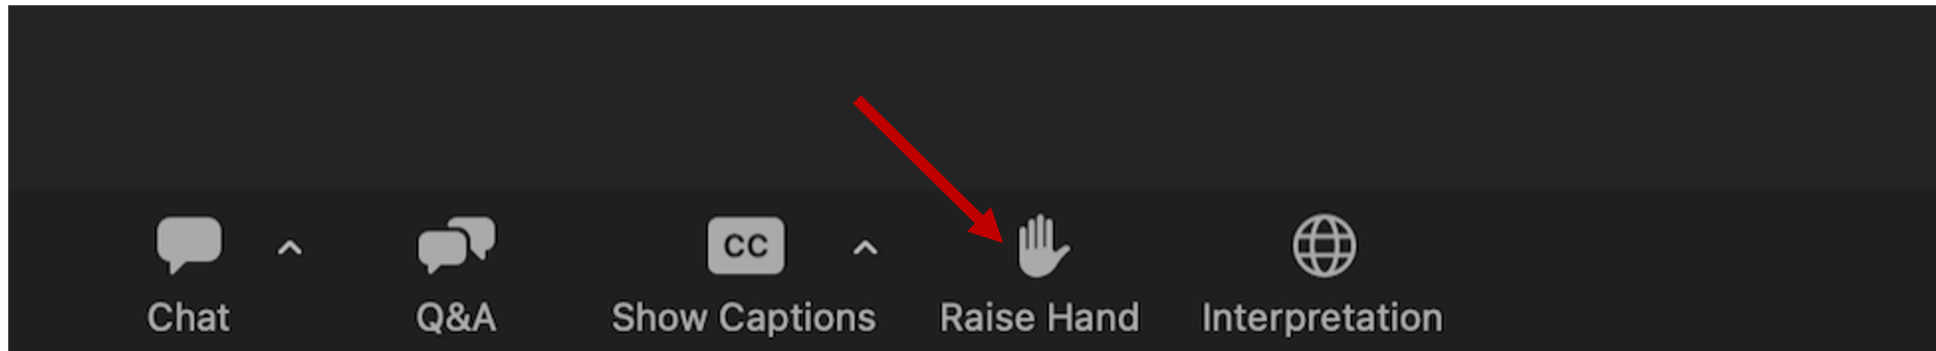 Chat
Q&A
CC
Show Captions
Raise Hand
Interpretation